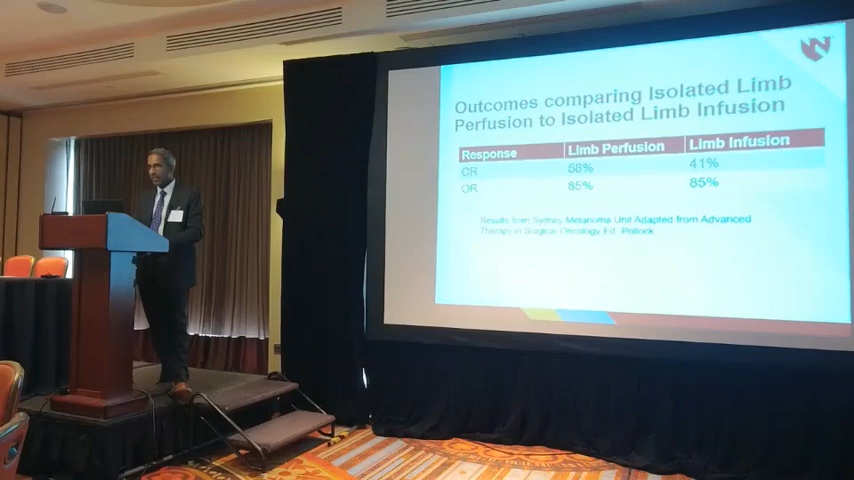 Outcomes comparing Isolated Limb
Perfusion to Isolated Limb Infusion
Response Limb Perfusion Limb Infusion
CR 58% 41%
OR 85% 85%
Results from Sydney Melanoma Unit Adapted from Advanced
Therapy in Surgical Oncology Ed. Pollock
N